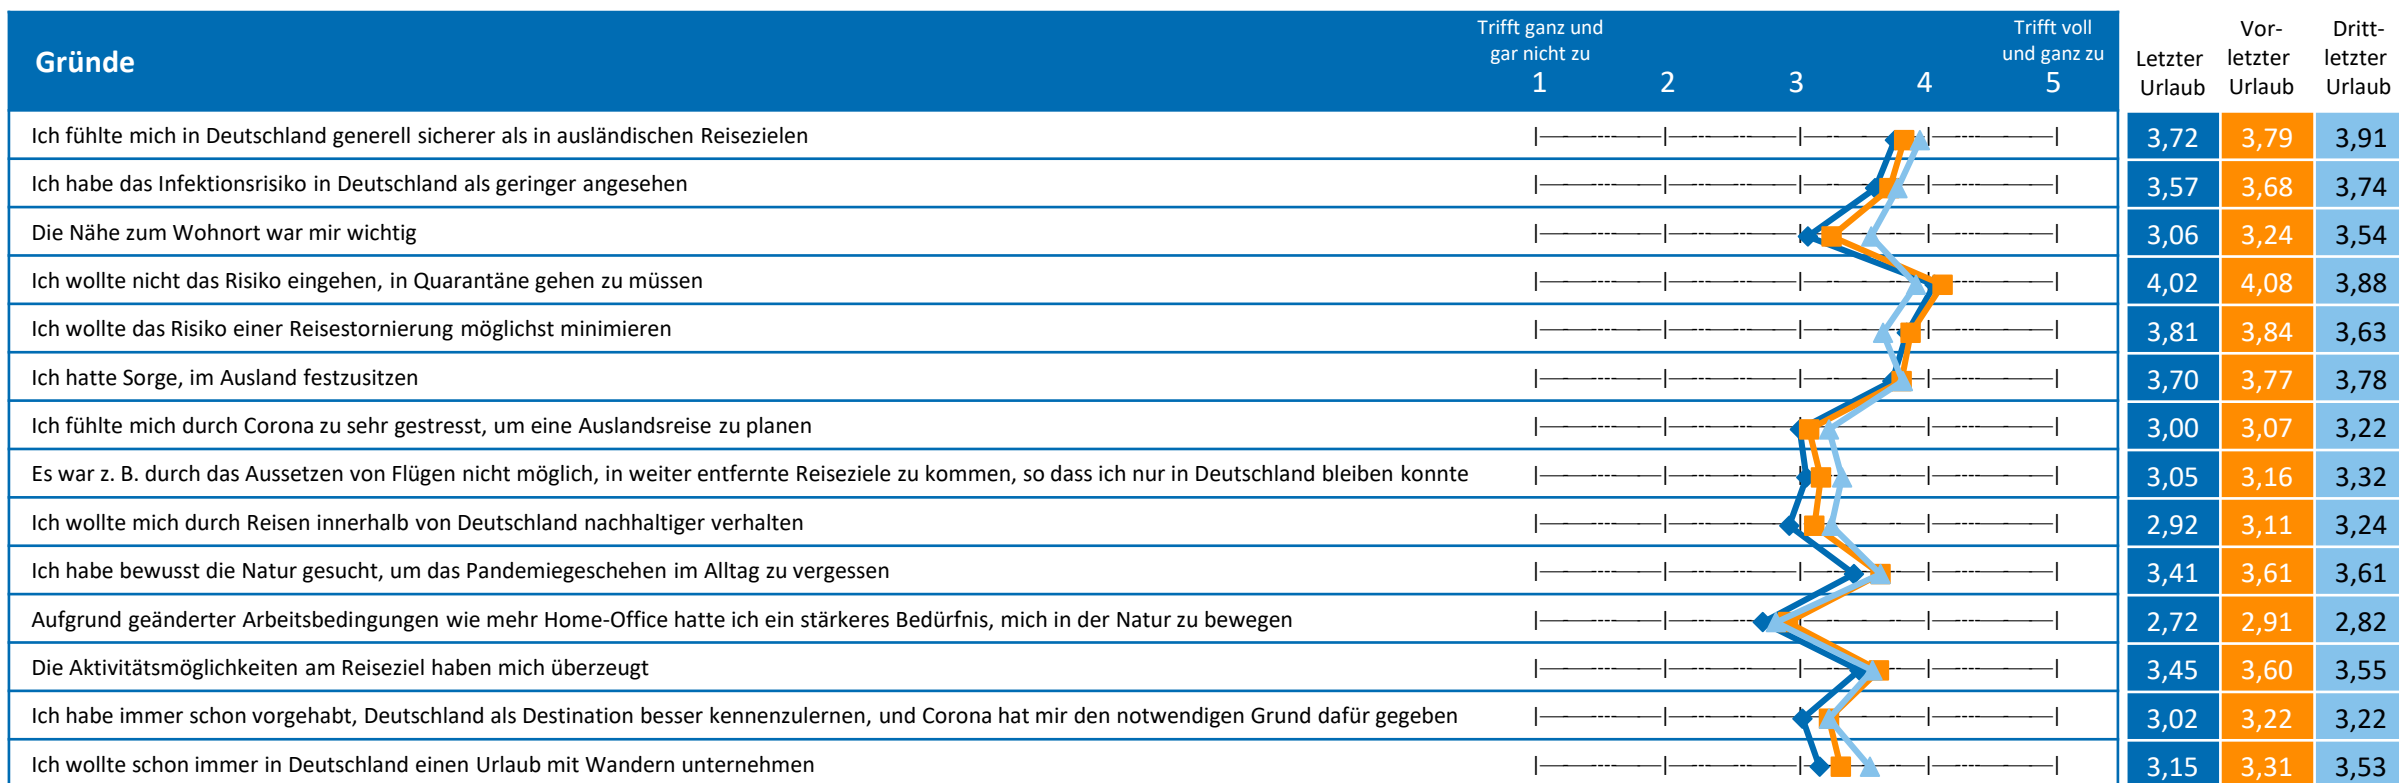 Gründe
Trifft ganz und
gar nicht zu
Trifft voll
und ganz zu
1 2 3 4 5
Letzter
Urlaub
Vor-
letzter
Urlaub
Dritt-
letzter
Urlaub
Ich fühlte mich in Deutschland generell sicherer als in ausländischen Reisezielen 3,72 3,79 3,91
Ich habe das Infektionsrisiko in Deutschland als geringer angesehen 3,57 3,68 3,74
Die Nähe zum Wohnort war mir wichtig 3,06 3,24 3,54
Ich wollte nicht das Risiko eingehen, in Quarantäne gehen zu müssen 4,02 4,08 3,88
Ich wollte das Risiko einer Reisestornierung möglichst minimieren 3,81 3,84 3,63
Ich hatte Sorge, im Ausland festzusitzen 3,70 3,77 3,78
Ich fühlte mich durch Corona zu sehr gestresst, um eine Auslandsreise zu planen 3,00 3,07 3,22
Es war z. B. durch das Aussetzen von Flügen nicht möglich, in weiter entfernte Reiseziele zu kommen, so dass ich nur in Deutschland bleiben konnte 3,05 3,16 3,32
Ich wollte mich durch Reisen innerhalb von Deutschland nachhaltiger verhalten 2,92 3,11 3,24
Ich habe bewusst die Natur gesucht, um das Pandemiegeschehen im Alltag zu vergessen 3,41 3,61 3,61
Aufgrund geänderter Arbeitsbedingungen wie mehr Home-Office hatte ich ein stärkeres Bedürfnis, mich in der Natur zu bewegen 2,72 2,91 2,82
Die Aktivitätsmöglichkeiten am Reiseziel haben mich überzeugt 3,45 3,60 3,55
Ich habe immer schon vorgehabt, Deutschland als Destination besser kennenzulernen, und Corona hat mir den notwendigen Grund dafür gegeben 3,02 3,22 3,22
Ich wollte schon immer in Deutschland einen Urlaub mit Wandern unternehmen 3,15 3,31 3,53